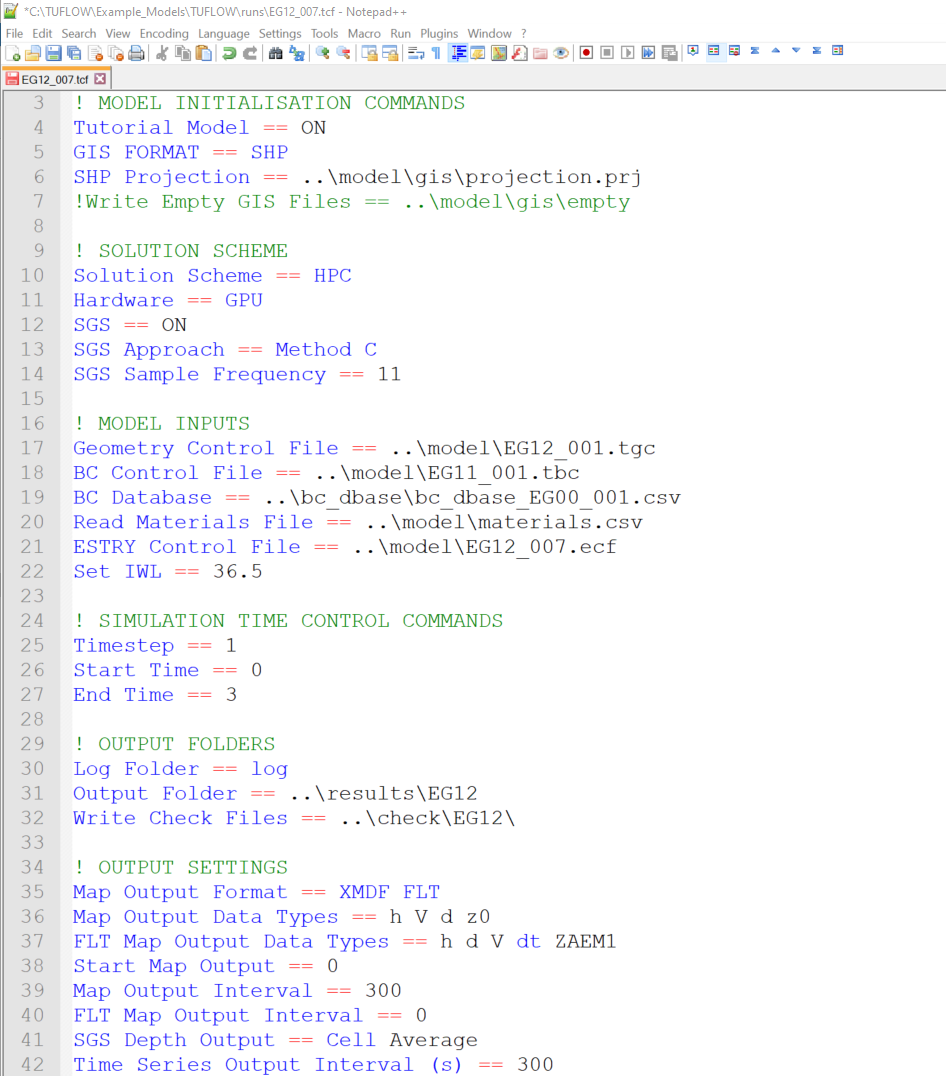 *C:\TUFLOW\Example_Models\TUFLOW\runs\EG12_007.tcf - Notepad++
File Edit Search View Encoding Language Settings Tools Macro Run Plugins Window ?
EG12_007.tcf
3 ! MODEL INITIALISATION COMMANDS
4 Tutorial Model == ON
5 GIS FORMAT == SHP
6 SHP Projection == ..\model\gis\projection.prj
7 !Write Empty GIS Files == ..\model\gis\empty
8
9 ! SOLUTION SCHEME
10 Solution Scheme == HPC
11 Hardware == GPU
12 SGS == ON
13 SGS Approach == Method C
14 SGS Sample Frequency == 11
15
16 ! MODEL INPUTS
17 Geometry Control File == ..\model\EG12_001.tgc
18 BC Control File == ..\model\EG11_001.tbc
19 BC Database == ..\bc_dbase\bc_dbase_EG00_001.csv
20 Read Materials File == ..\model\materials.csv
21 ESTRY Control File == ..\model\EG12_007.ecf
22 Set IWL == 36.5
23
24 ! SIMULATION TIME CONTROL COMMANDS
25 Timestep == 1
26 Start Time == 0
27 End Time == 3
28
29 ! OUTPUT FOLDERS
30 Log Folder == log
31 Output Folder == ..\results\EG12
32 Write Check Files == ..\check\EG12\
33
34 ! OUTPUT SETTINGS
35 Map Output Format == XMDF FLT
36 Map Output Data Types == h V d z0
37 FLT Map Output Data Types == h d V dt ZAEM1
38 Start Map Output == 0
39 Map Output Interval == 300
40 FLT Map Output Interval == 0
41 SGS Depth Output == Cell Average
42 Time Series Output Interval (s) == 300